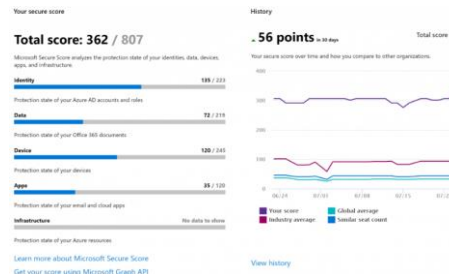 Your secure score
Total score: 362 / 807
Microsoft Secure Score analyzes the protection state of your identities, data, devices, apps, and infrastructure.
Identity 135 / 223
Protection state of your Azure AD accounts and roles
Data 72 / 219
Protection state of your Office 365 documents
Device 120 / 245
Protection state of your devices
Apps 35 / 120
Protection state of your email and cloud apps
Infrastructure No data to show
Protection state of your Azure resources
Learn more about Microsoft Secure Score
Get your score using Microsoft Graph API
History
56 points in 30 days
Total score
Your secure score over time and how you compare to other organizations.
400
300
200
100
0
06/24 07/01 07/08 07/15
Your score Global average
Industry average Similar seat count
View history